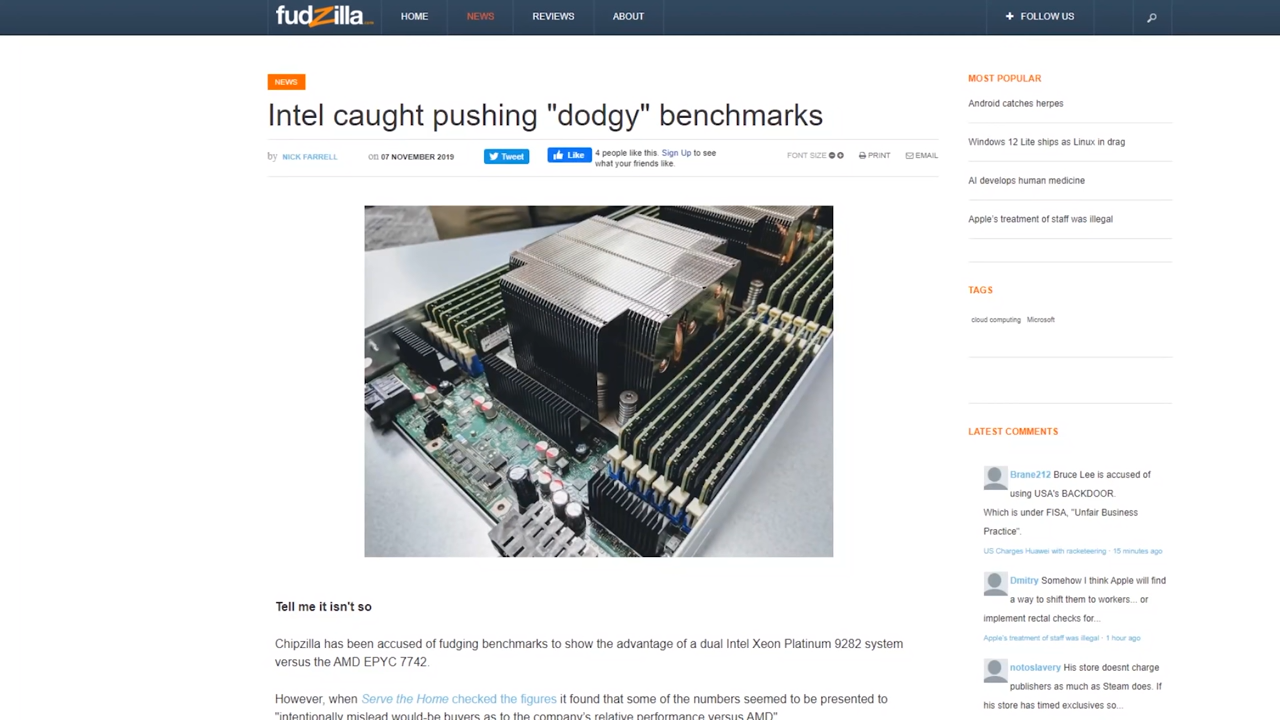 fudzilla.com
HOME
NEWS
REVIEWS
ABOUT
FOLLOW US
NEWS
Intel caught pushing "dodgy" benchmarks
by NICK FARRELL on 07 NOVEMBER 2019
Tweet
Like
4 people like this. Sign Up to see
what your friends like.
FONT SIZE
PRINT
EMAIL
Tell me it isn't so
Chipzilla has been accused of fudging benchmarks to show the advantage of a dual Intel Xeon Platinum 9282 system
versus the AMD EPYC 7742.
However, when Serve the Home checked the figures it found that some of the numbers seemed to be presented to
"intentionally mislead would-be buyers as to the company's relative performance versus AMD"
MOST POPULAR
Android catches herpes
Windows 12 Lite ships as Linux in drag
AI develops human medicine
Apple's treatment of staff was illegal
TAGS
cloud computing Microsoft
LATEST COMMENTS
Brane212 Bruce Lee is accused of
using USA's BACKDOOR.
Which is under FISA, "Unfair Business
Practice".
US Charges Huawei with racketeering · 15 minutes ago
Dmitry Somehow I think Apple will find
a way to shift them to workers... or
implement rectal checks for...
Apple's treatment of staff was illegal · 1 hour ago
notoslavery His store doesnt charge
publishers as much as Steam does. If
his store has timed exclusives so...